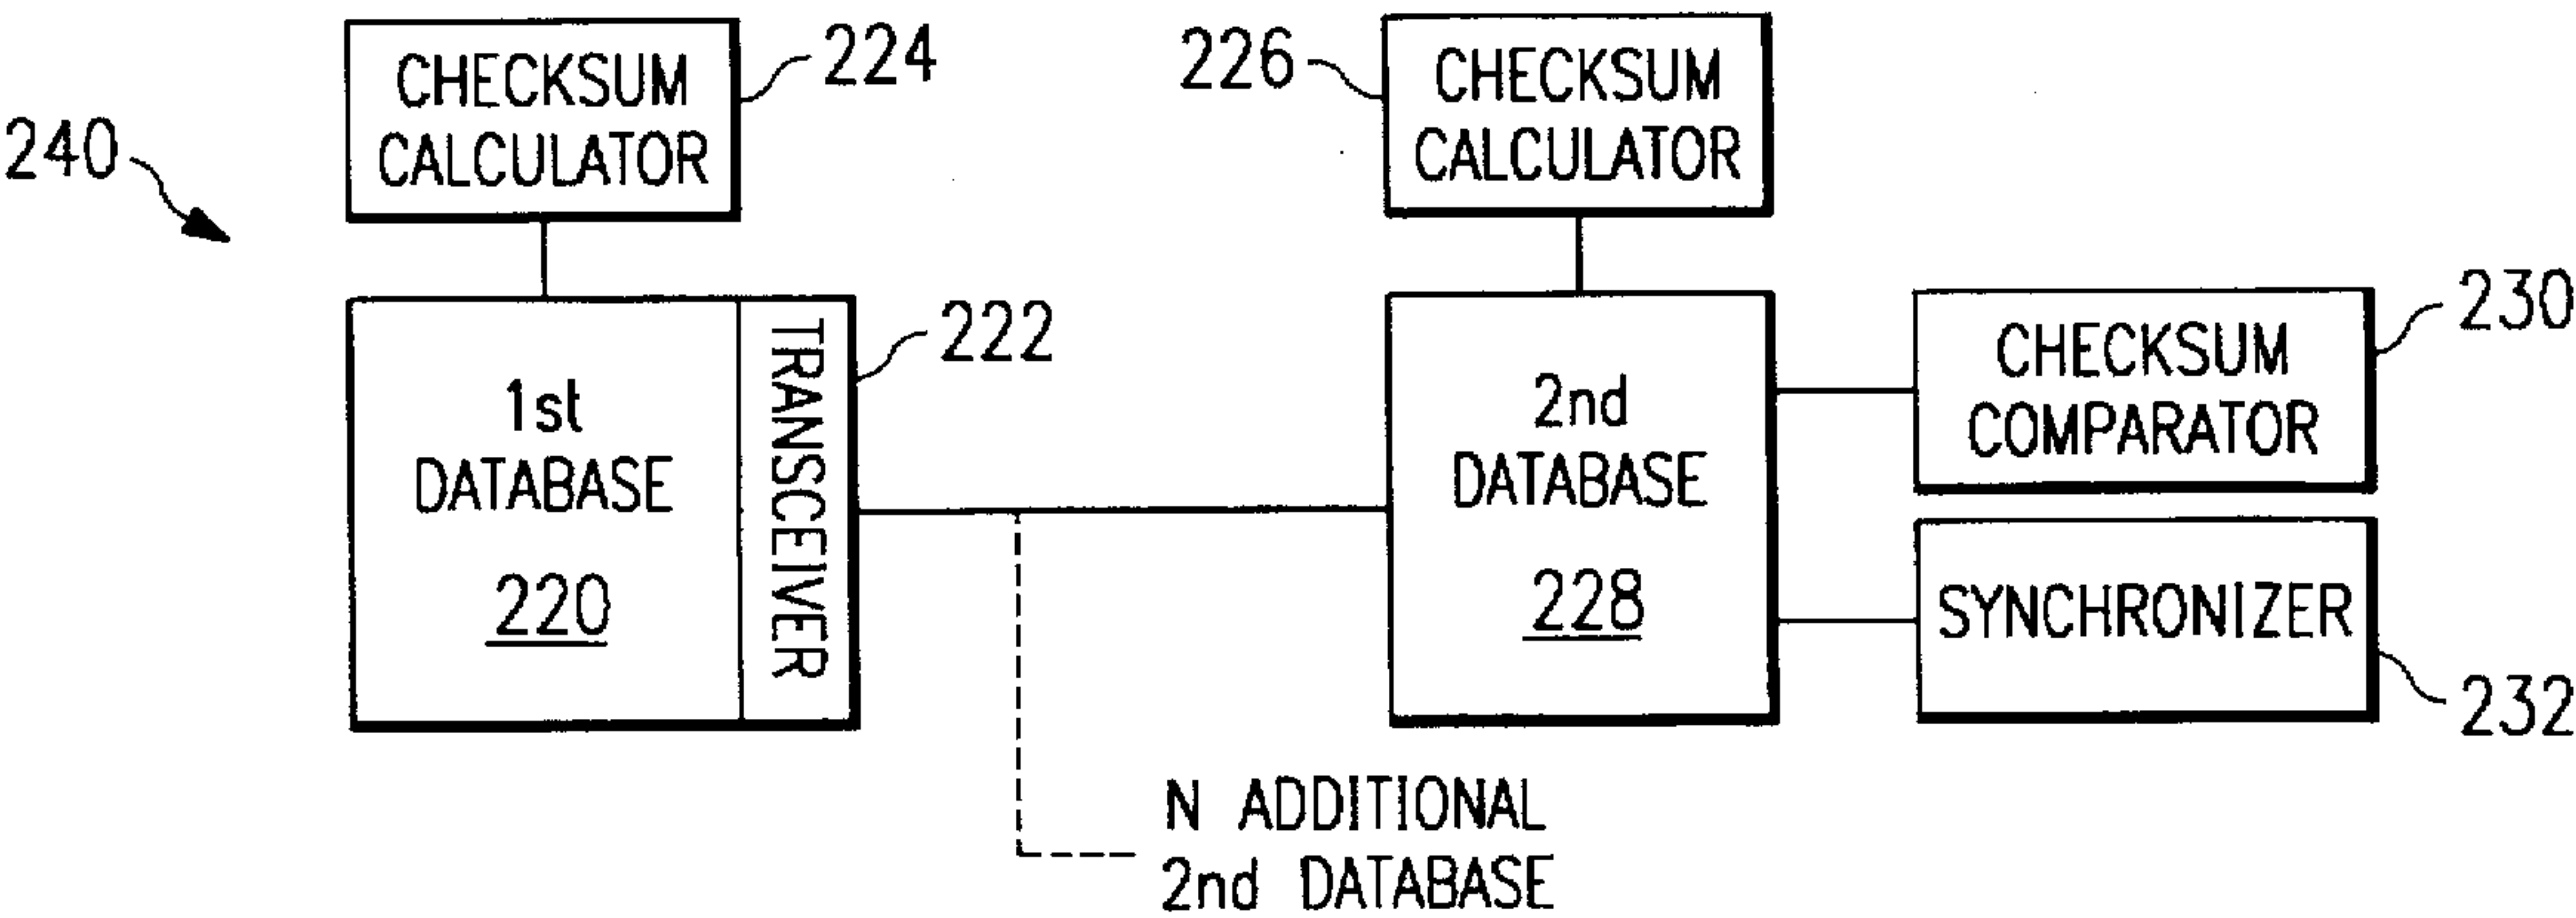 240
CHECKSUM
CALCULATOR
224
1st
DATABASE
220
TRANSCEIVER
222
226
CHECKSUM
CALCULATOR
2nd
DATABASE
228
CHECKSUM
COMPARATOR
230
SYNCHRONIZER
232
N ADDITIONAL
2nd DATABASE